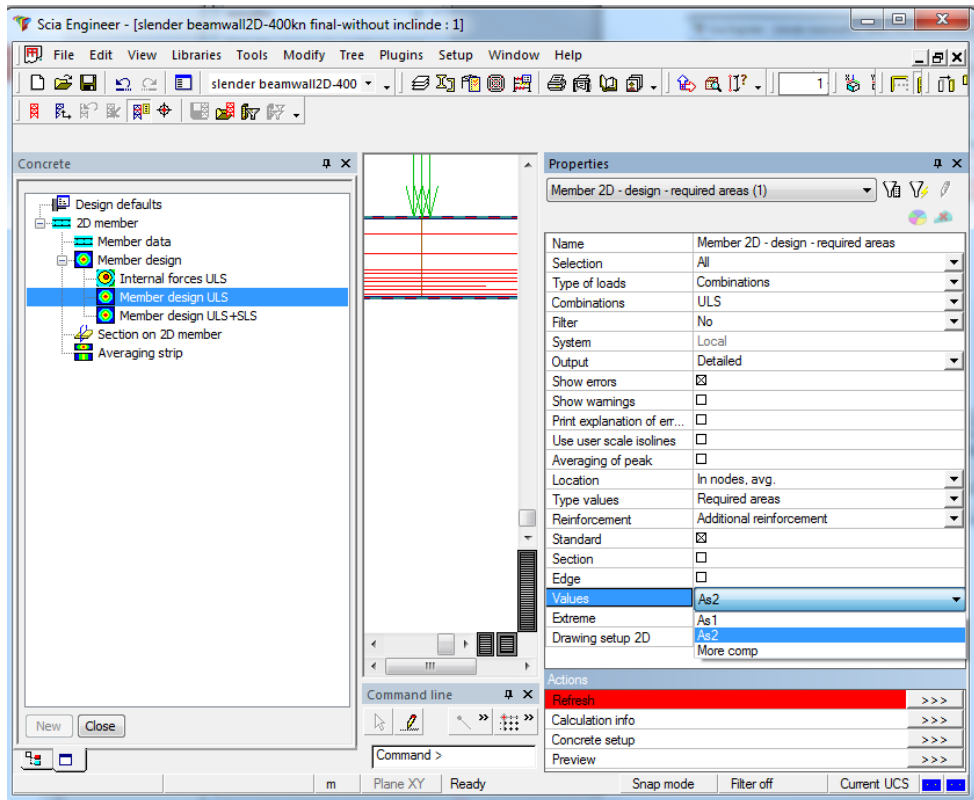 Scia Engineer - [slender beamwall2D-400kn final-without inclinde : 1]
File Edit View Libraries Tools Modify Tree Plugins Setup Window Help
slender beamwall2D-400
1
Concrete
Design defaults
2D member
Member data
Member design
Internal forces ULS
Member design ULS
Member design ULS+SLS
Section on 2D member
Averaging strip
New Close
Command line
Command >
Properties
Member 2D - design - required areas (1)
Name Member 2D - design - required areas
Selection All
Type of loads Combinations
Combinations ULS
Filter No
System Local
Output Detailed
Show errors
Show warnings
Print explanation of err...
Use user scale isolines
Averaging of peak
Location In nodes, avg.
Type values Required areas
Reinforcement Additional reinforcement
Standard
Section
Edge
Values As2
Extreme As1
As2
Drawing setup 2D
More comp
Actions
Refresh >>>
Calculation info >>>
Concrete setup >>>
Preview >>>
m Plane XY Ready Snap mode Filter off Current UCS